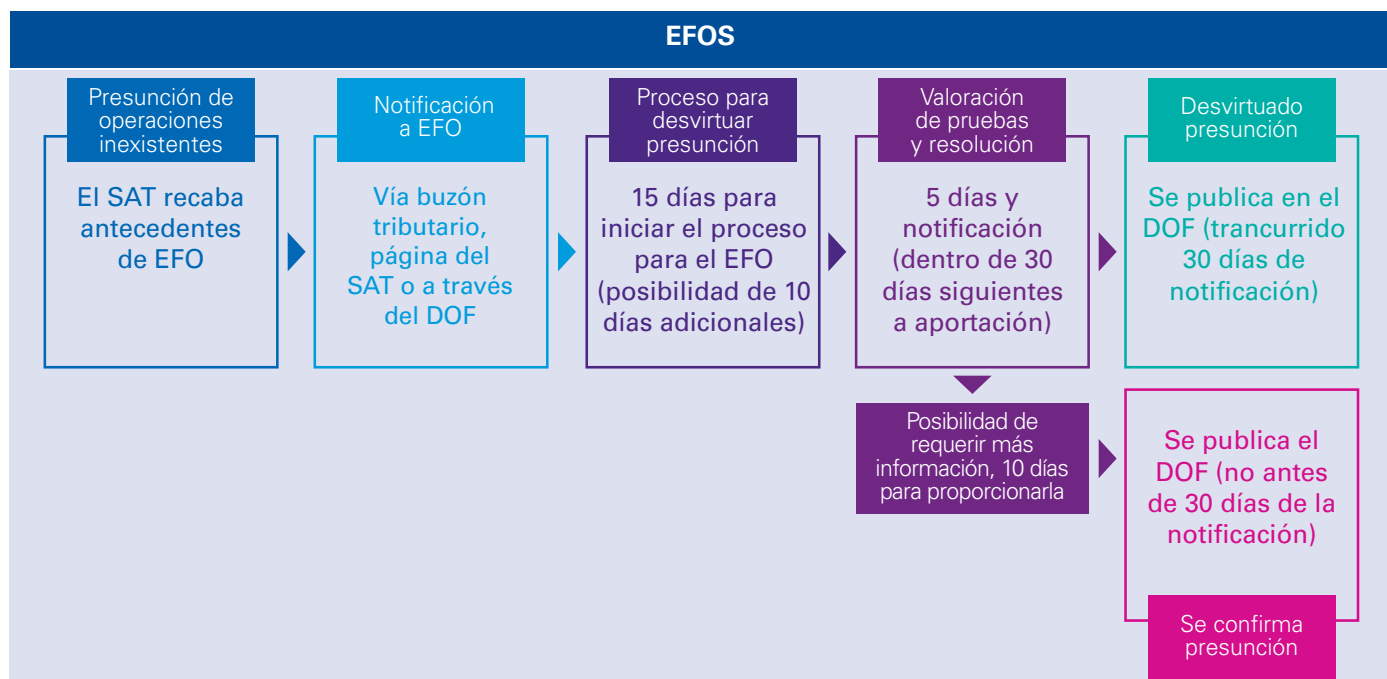 EFOS
Presunción de
operaciones
inexistentes
El SAT recaba
antecedentes
de EFO
Notificación
a EFO
Vía buzón
tributario,
página del
SAT o a través
del DOF
Proceso para
desvirtuar
presunción
15 días para
iniciar el proceso
para el EFO
(posibilidad de 10
días adicionales)
Valoración
de pruebas
y resolución
5 días y
notificación
(dentro de 30
días siguientes
a aportación)
Posibilidad de
requerir más
información, 10 días
para proporcionarla
Desvirtuado
presunción
Se publica en el
DOF (trancurrido
30 días de
notificación)
Se publica el
DOF (no antes
de 30 días de la
notificación)
Se confirma
presunción